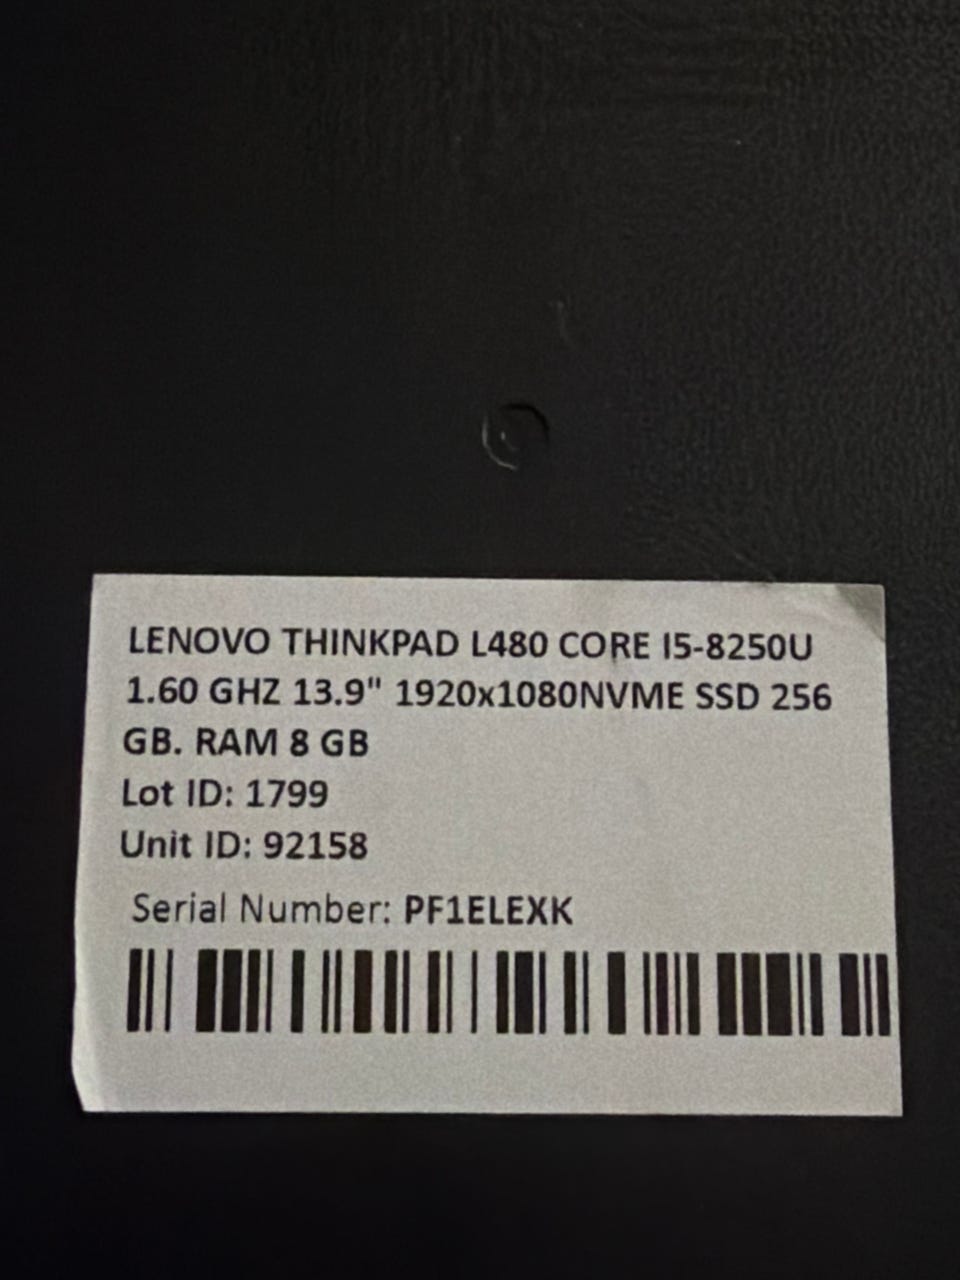 LENOVO THINKPAD L480 CORE I5-8250U
1.60 GHZ 13.9" 1920x1080NVME SSD 256
GB. RAM 8 GB
Lot ID: 1799
Unit ID: 92158
Serial Number: PF1ELEXK